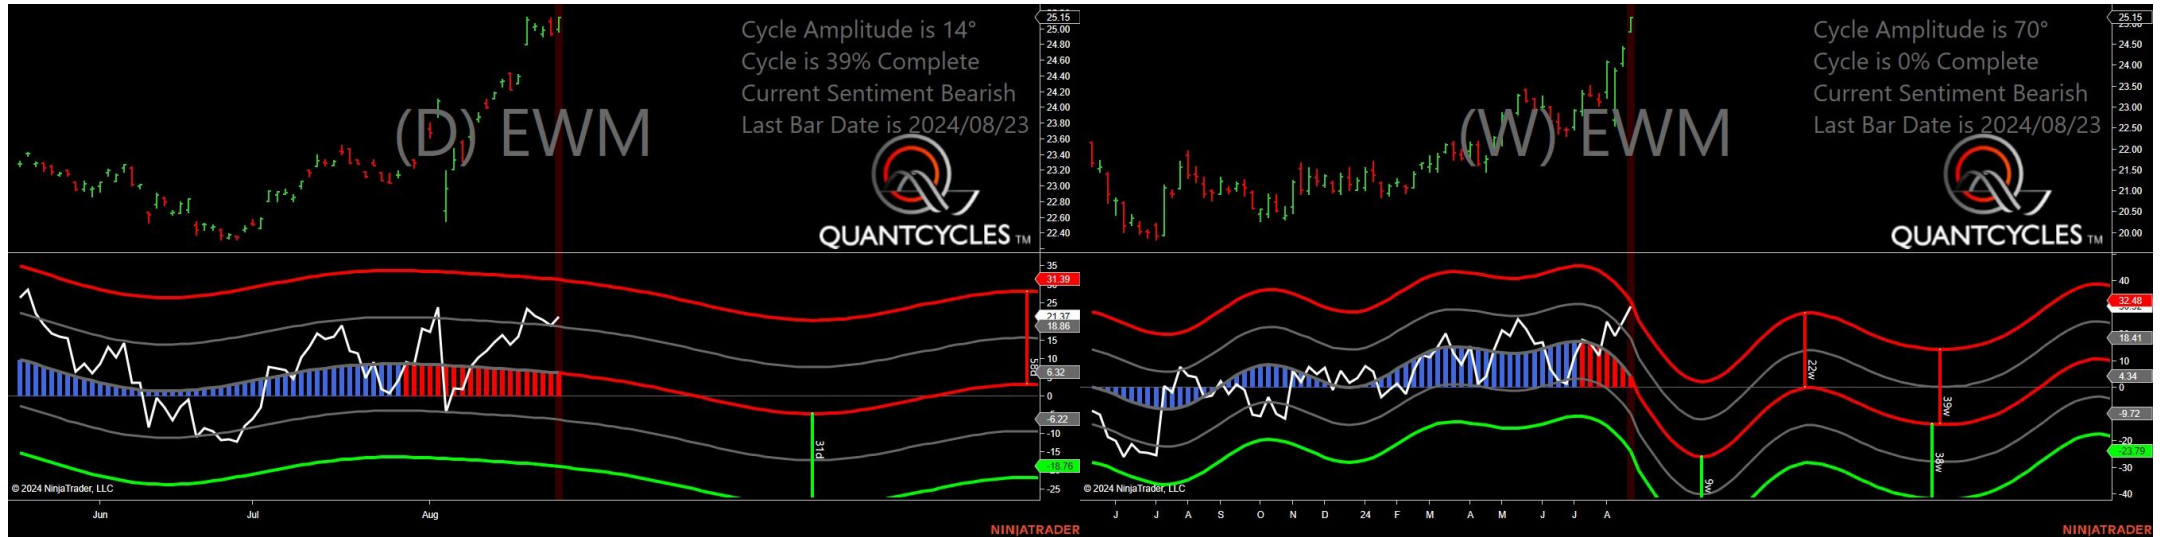 Cycle Amplitude is 14°
Cycle is 39% Complete
Current Sentiment Bearish
Last Bar Date is 2024/08/23
(D) EWM
QUANTCYCLES TM
25.15
25.00
24.80
24.60
24.40
24.20
24.00
23.80
23.60
23.40
23.20
23.00
22.80
22.60
22.40
35
31.39
25
21.37
18.86
15
10
6.32
0
-6.22
-10
-15
-18.76
-25
58d
31d
© 2024 NinjaTrader, LLC
Jun
Jul
Aug
NINJATRADER
Cycle Amplitude is 70°
Cycle is 0% Complete
Current Sentiment Bearish
Last Bar Date is 2024/08/23
(W) EWM
QUANTCYCLES TM
25.15
24.50
24.00
23.50
23.00
22.50
22.00
21.50
21.00
20.50
20.00
40
32.48
18.41
10
4.34
0
-9.72
-20
-23.79
-30
-40
22w
39w
38w
9w
© 2024 NinjaTrader, LLC
J
J
A
S
O
N
D
24
F
M
A
M
J
J
A
NINJATRADER